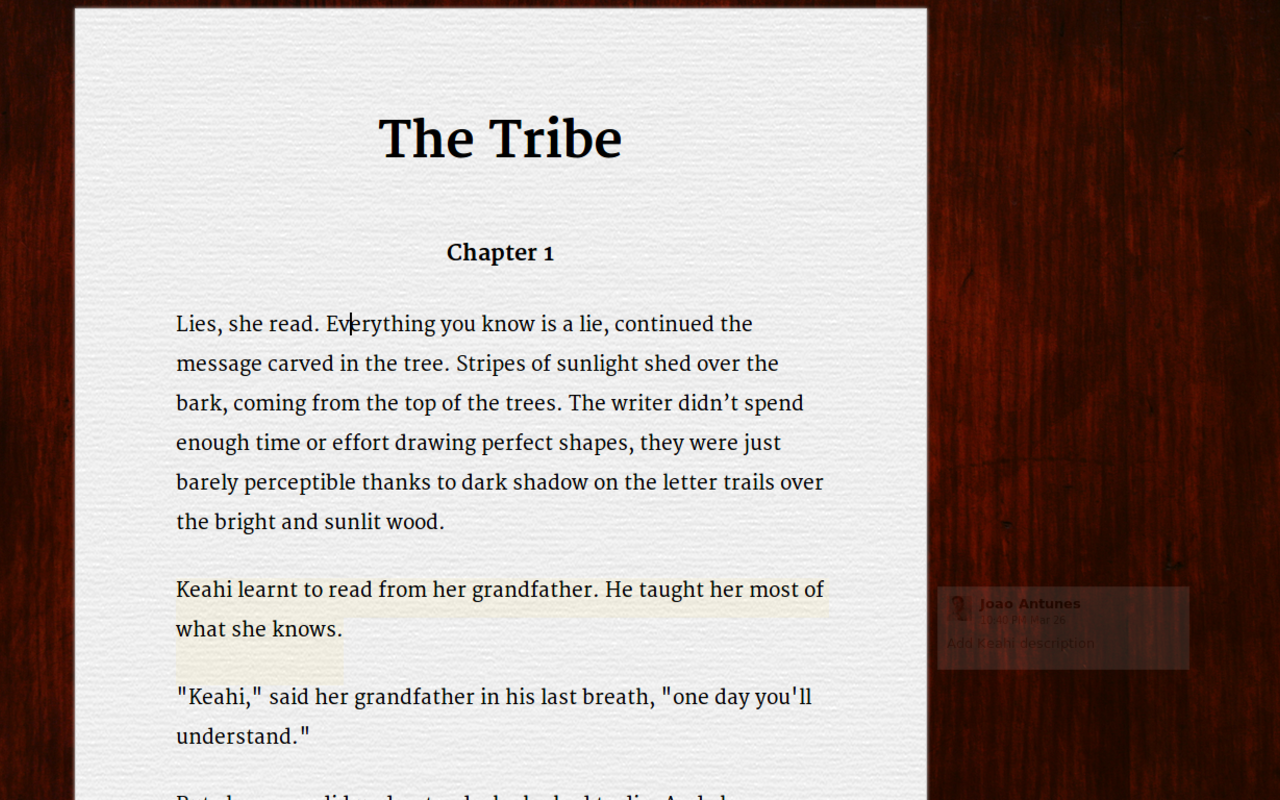 The Tribe
Chapter 1
Lies, she read. Everything you know is a lie, continued the
message carved in the tree. Stripes of sunlight shed over the
bark, coming from the top of the trees. The writer didn’t spend
enough time or effort drawing perfect shapes, they were just
barely perceptible thanks to dark shadow on the letter trails over
the bright and sunlit wood.
Keahi learnt to read from her grandfather. He taught her most of
what she knows.
Joao Antunes
PM Mar 26
Add Keahi description
"Keahi," said her grandfather in his last breath, "one day you'll
understand."